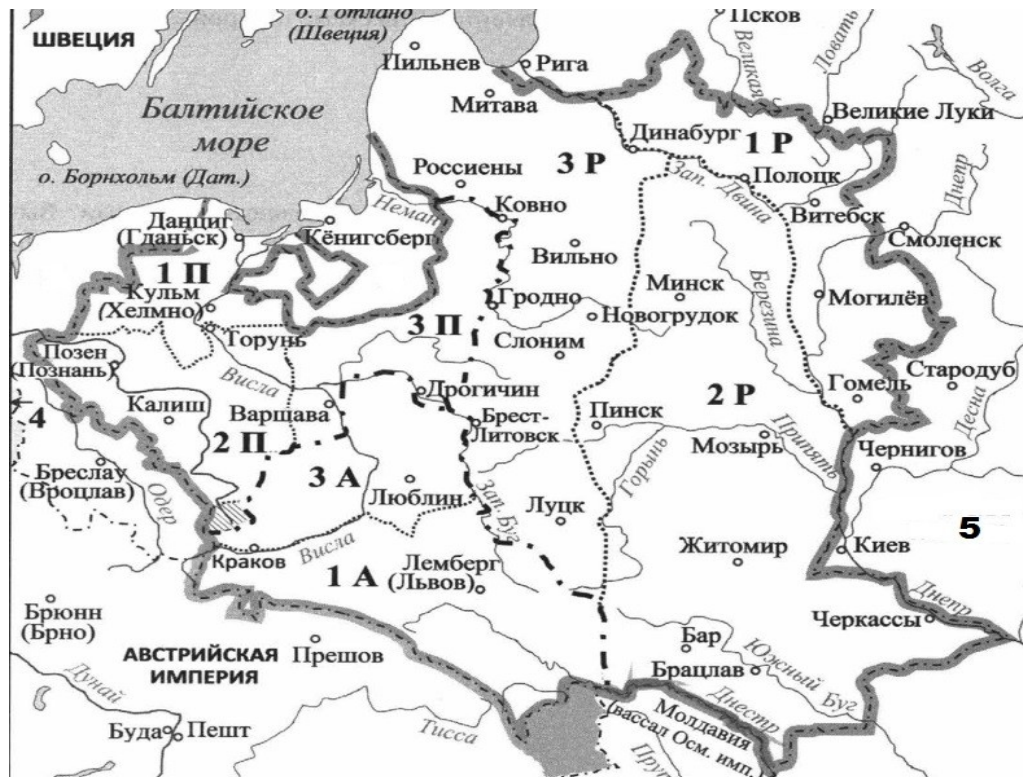 о. Готланд
(Швеция)
ШВЕЦИЯ
Псков
Пильнев
Рига
Великая
Ловать
Волга
Митава
Балтийское
море
Великие Луки
Динабург
1 Р
3 Р
Россиены
Зап. Двина
Полоцк
Днепр
о. Борнхольм (Дат.)
Неман
Ковно
Витебск
Данциг
(Гданьск)
Кёнигсберг
Смоленск
Вильно
1 П
Минск
Березина
Могилёв
Кульм
(Хелмно)
Гродно
3 П
Новогрудок
Торунь
Слоним
Позен
(Познань)
Стародуб
Гомель
Висла
Дрогичин
2 Р
Десна
4
Калиш
Варшава
Брест-
Литовск
Пинск
Мозырь
Припять
Чернигов
2 П
Горынь
Бреслау
(Вроцлав)
3 А
Люблин
Зап. Буг
Луцк
Одер
5
Висла
Житомир
Киев
Краков
1 А
Лемберг
(Львов)
Днепр
Брюнн
(Брно)
Черкассы
Бар
АВСТРИЙСКАЯ
ИМПЕРИЯ
Прешов
Брацлав
Южный Буг
Дунай
Днестр
Молдавия
(вассал Осм. имп.)
Буда
Пешт
Тисса
Прут